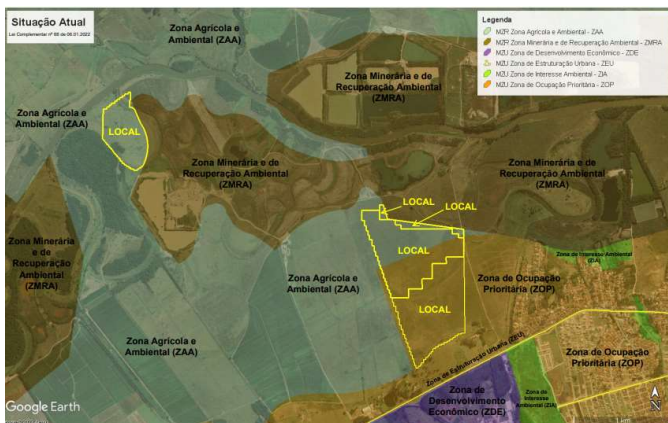 Situação Atual
Lei Complementar nº 66 de 06.01.2022
Zona Agrícola e
Ambiental (ZAA)
Legenda
MZR Zona Agrícola e Ambiental - ZAA
MZR Zona Minerária e de Recuperação Ambiental - ZMRA
MZU Zona de Desenvolvimento Econômico - ZDE
MZU Zona de Estruturação Urbana - ZEU
MZU Zona de Interesse Ambiental - ZIA
MZU Zona de Ocupação Prioritária - ZOP
Zona Minerária e de
Recuperação Ambiental
(ZMRA)
Zona Agrícola e
Ambiental (ZAA)
LOCAL
Zona Minerária e de
Recuperação Ambiental
(ZMRA)
Zona Minerária e de
Recuperação Ambiental
(ZMRA)
LOCAL
LOCAL
Zona Minerária
e de
Recuperação
Ambiental
(ZMRA)
LOCAL
Zona de Interesse Ambiental
(ZIA)
Zona Agrícola e
Ambiental (ZAA)
Zona de Ocupação
Prioritária (ZOP)
LOCAL
Zona Agrícola e
Ambiental (ZAA)
Zona de Estruturação Urbana (ZEU)
Zona de Ocupação
Prioritária (ZOP)
Zona de
Desenvolvimento
Econômico (ZDE)
Zona de
Interesse
Ambiental (ZIA)
Google Earth
N
1 km